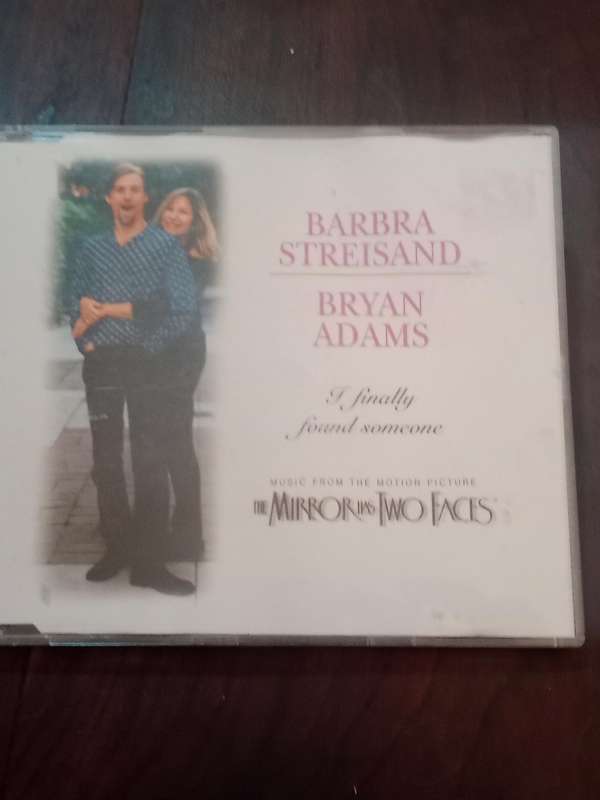 BARBRA
STREISAND
BRYAN
ADAMS
I finally
found someone
MUSIC FROM THE MOTION PICTURE
THE MIRROR HAS TWO FACES